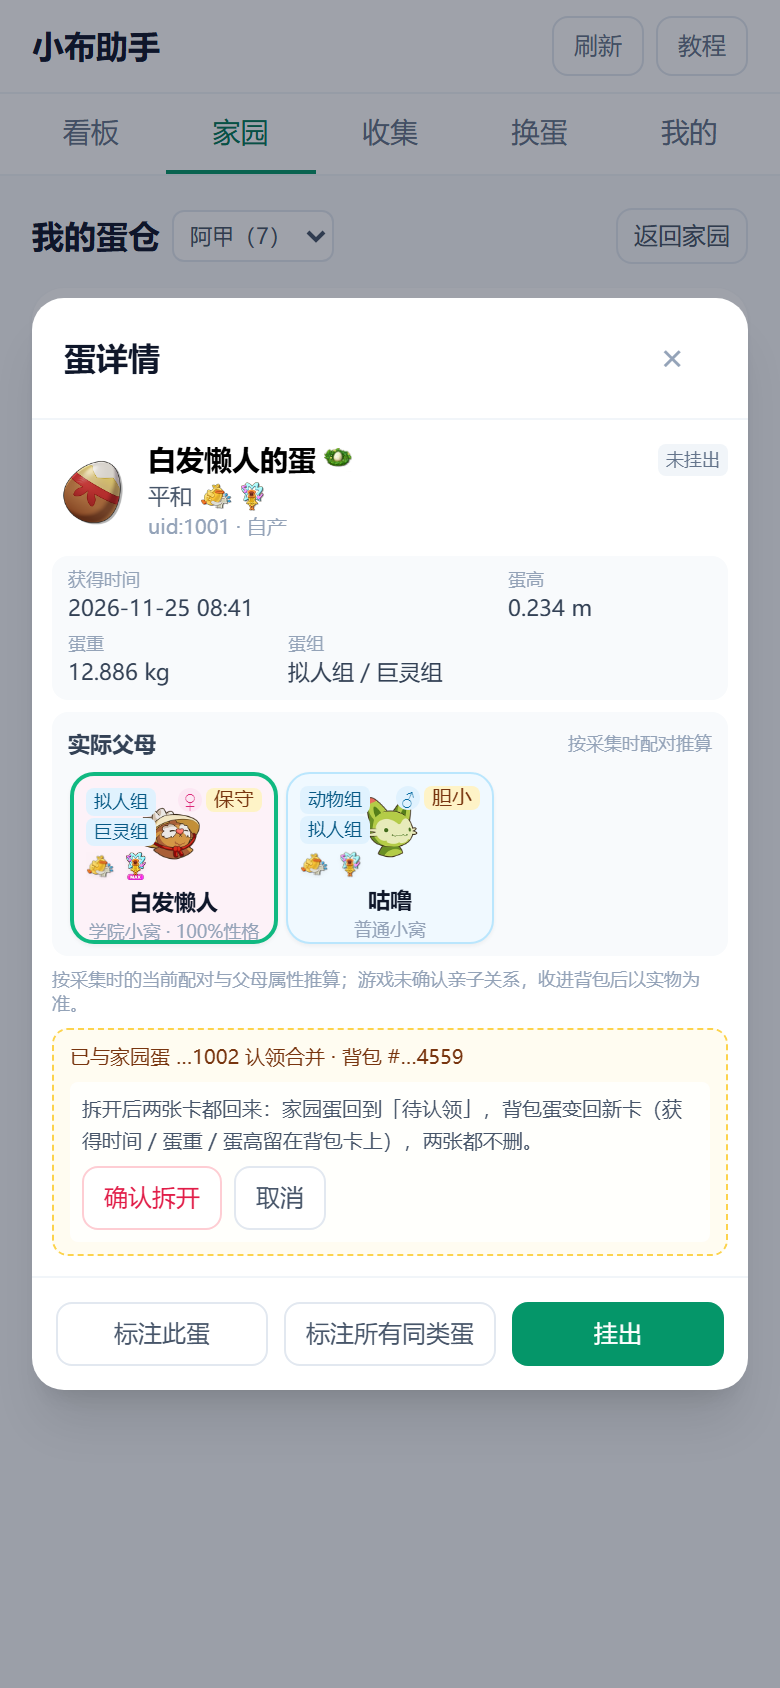 小布助手
刷新
教程
看板
家园
收集
换蛋
我的
我的蛋仓
阿甲（7）
返回家园
蛋详情
×
白发懒人的蛋
未挂出
平和
uid:1001 · 自产
获得时间
2026-11-25 08:41
蛋高
0.234 m
蛋重
12.886 kg
蛋组
拟人组 / 巨灵组
实际父母
按采集时配对推算
拟人组
♀
保守
巨灵组
MAX
白发懒人
学院小窝 · 100%性格
动物组
♂
胆小
拟人组
咕噜
普通小窝
按采集时的当前配对与父母属性推算；游戏未确认亲子关系，收进背包后以实物为
准。
已与家园蛋 …1002 认领合并 · 背包 #…4559
拆开后两张卡都回来：家园蛋回到「待认领」，背包蛋变回新卡（获
得时间 / 蛋重 / 蛋高留在背包卡上），两张都不删。
确认拆开
取消
标注此蛋
标注所有同类蛋
挂出